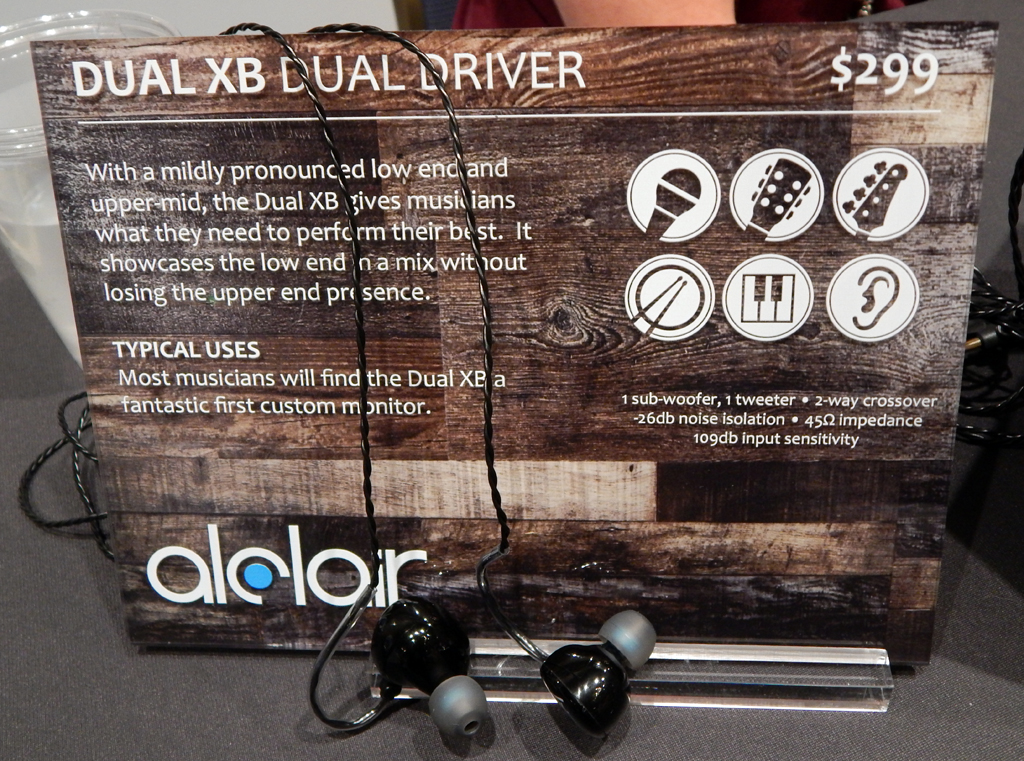 DUAL XB DUAL DRIVER $299
With a mildly pronounced low end and
upper-mid, the Dual XB gives musicians
what they need to perform their best. It
showcases the low end in a mix without
losing the upper end presence.
TYPICAL USES
Most musicians will find the Dual XB a
fantastic first custom monitor.
1 sub-woofer, 1 tweeter • 2-way crossover
-26db noise isolation • 45Ω impedance
109db input sensitivity
alclair